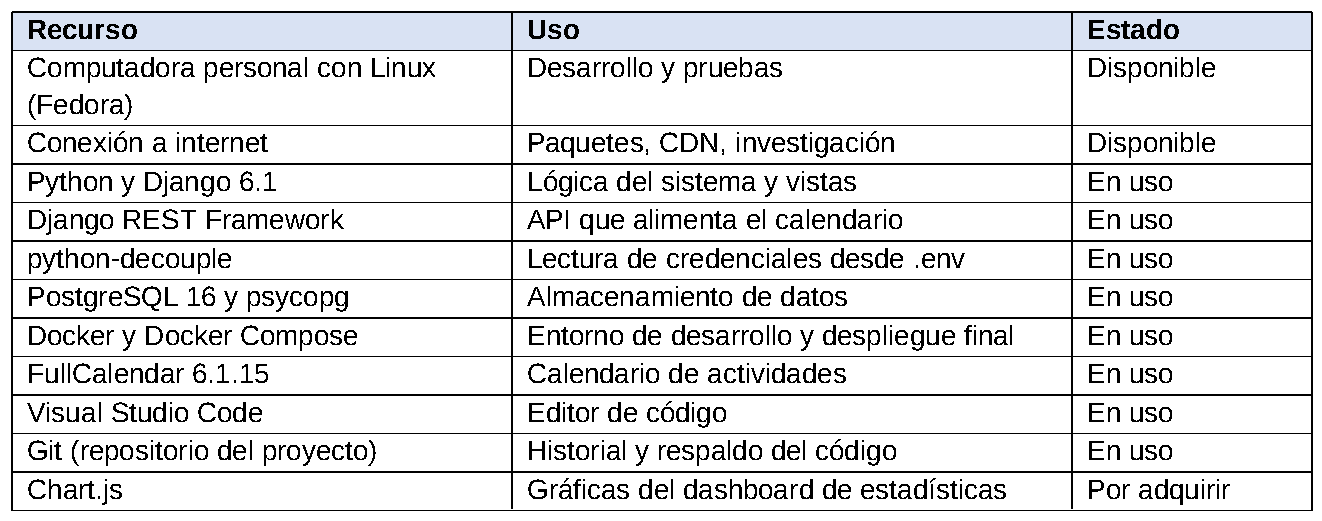 Recurso Uso Estado
Computadora personal con Linux Desarrollo y pruebas Disponible
(Fedora)
Conexión a internet Paquetes, CDN, investigación Disponible
Python y Django 6.1 Lógica del sistema y vistas En uso
Django REST Framework API que alimenta el calendario En uso
python-decouple Lectura de credenciales desde .env En uso
PostgreSQL 16 y psycopg Almacenamiento de datos En uso
Docker y Docker Compose Entorno de desarrollo y despliegue final En uso
FullCalendar 6.1.15 Calendario de actividades En uso
Visual Studio Code Editor de código En uso
Git (repositorio del proyecto) Historial y respaldo del código En uso
Chart.js Gráficas del dashboard de estadísticas Por adquirir